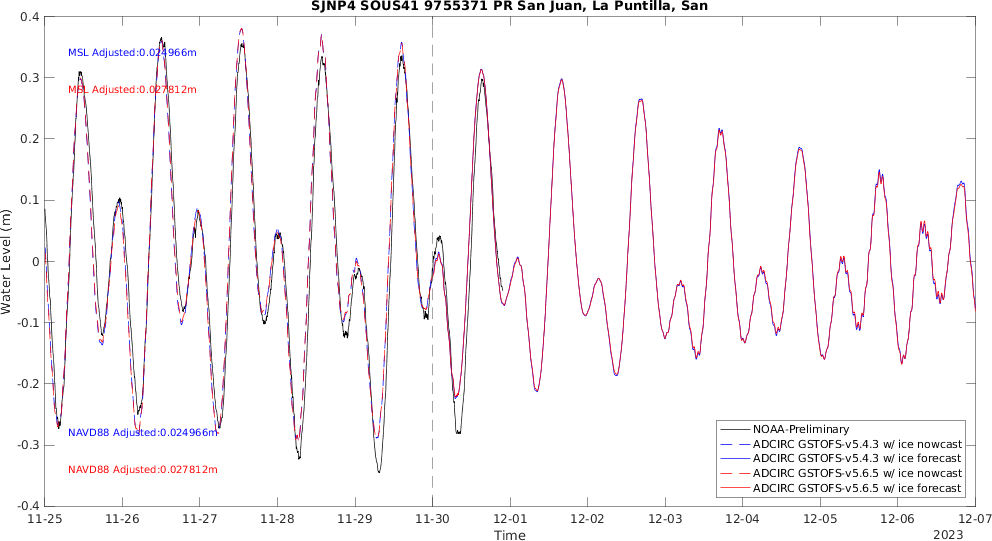 SJNP4 SOUS41 9755371 PR San Juan, La Puntilla, San
0.4
MSL Adjusted:0.024966m
0.3
MSL Adjusted:0.027812m
0.2
0.1
0
-0.1
-0.2
-0.3
-0.4
Water Level (m)
NAVD88 Adjusted:0.024966m
NAVD88 Adjusted:0.027812m
NOAA-Preliminary
ADCIRC GSTOFS-v5.4.3 w/ ice nowcast
ADCIRC GSTOFS-v5.4.3 w/ ice forecast
ADCIRC GSTOFS-v5.6.5 w/ ice nowcast
ADCIRC GSTOFS-v5.6.5 w/ ice forecast
11-25 11-26 11-27 11-28 11-29 11-30 12-01 12-02 12-03 12-04 12-05 12-06 12-07
Time
2023